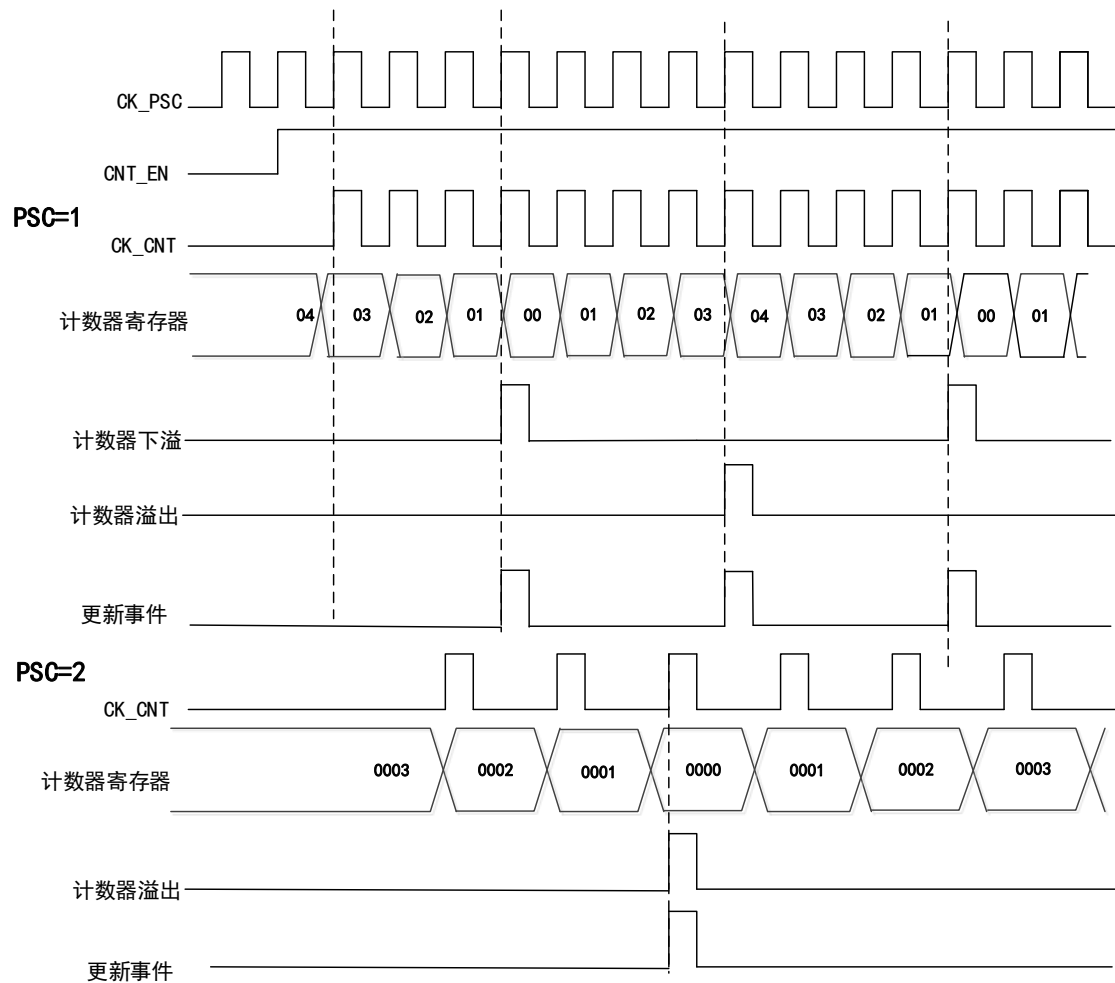 CK_PSC
CNT_EN
PSC=1
CK_CNT
计数器寄存器 04 03 02 01 00 01 02 03 04 03 02 01 00 01
计数器下溢
计数器溢出
更新事件
PSC=2
CK_CNT
计数器寄存器 0003 0002 0001 0000 0001 0002 0003
计数器溢出
更新事件